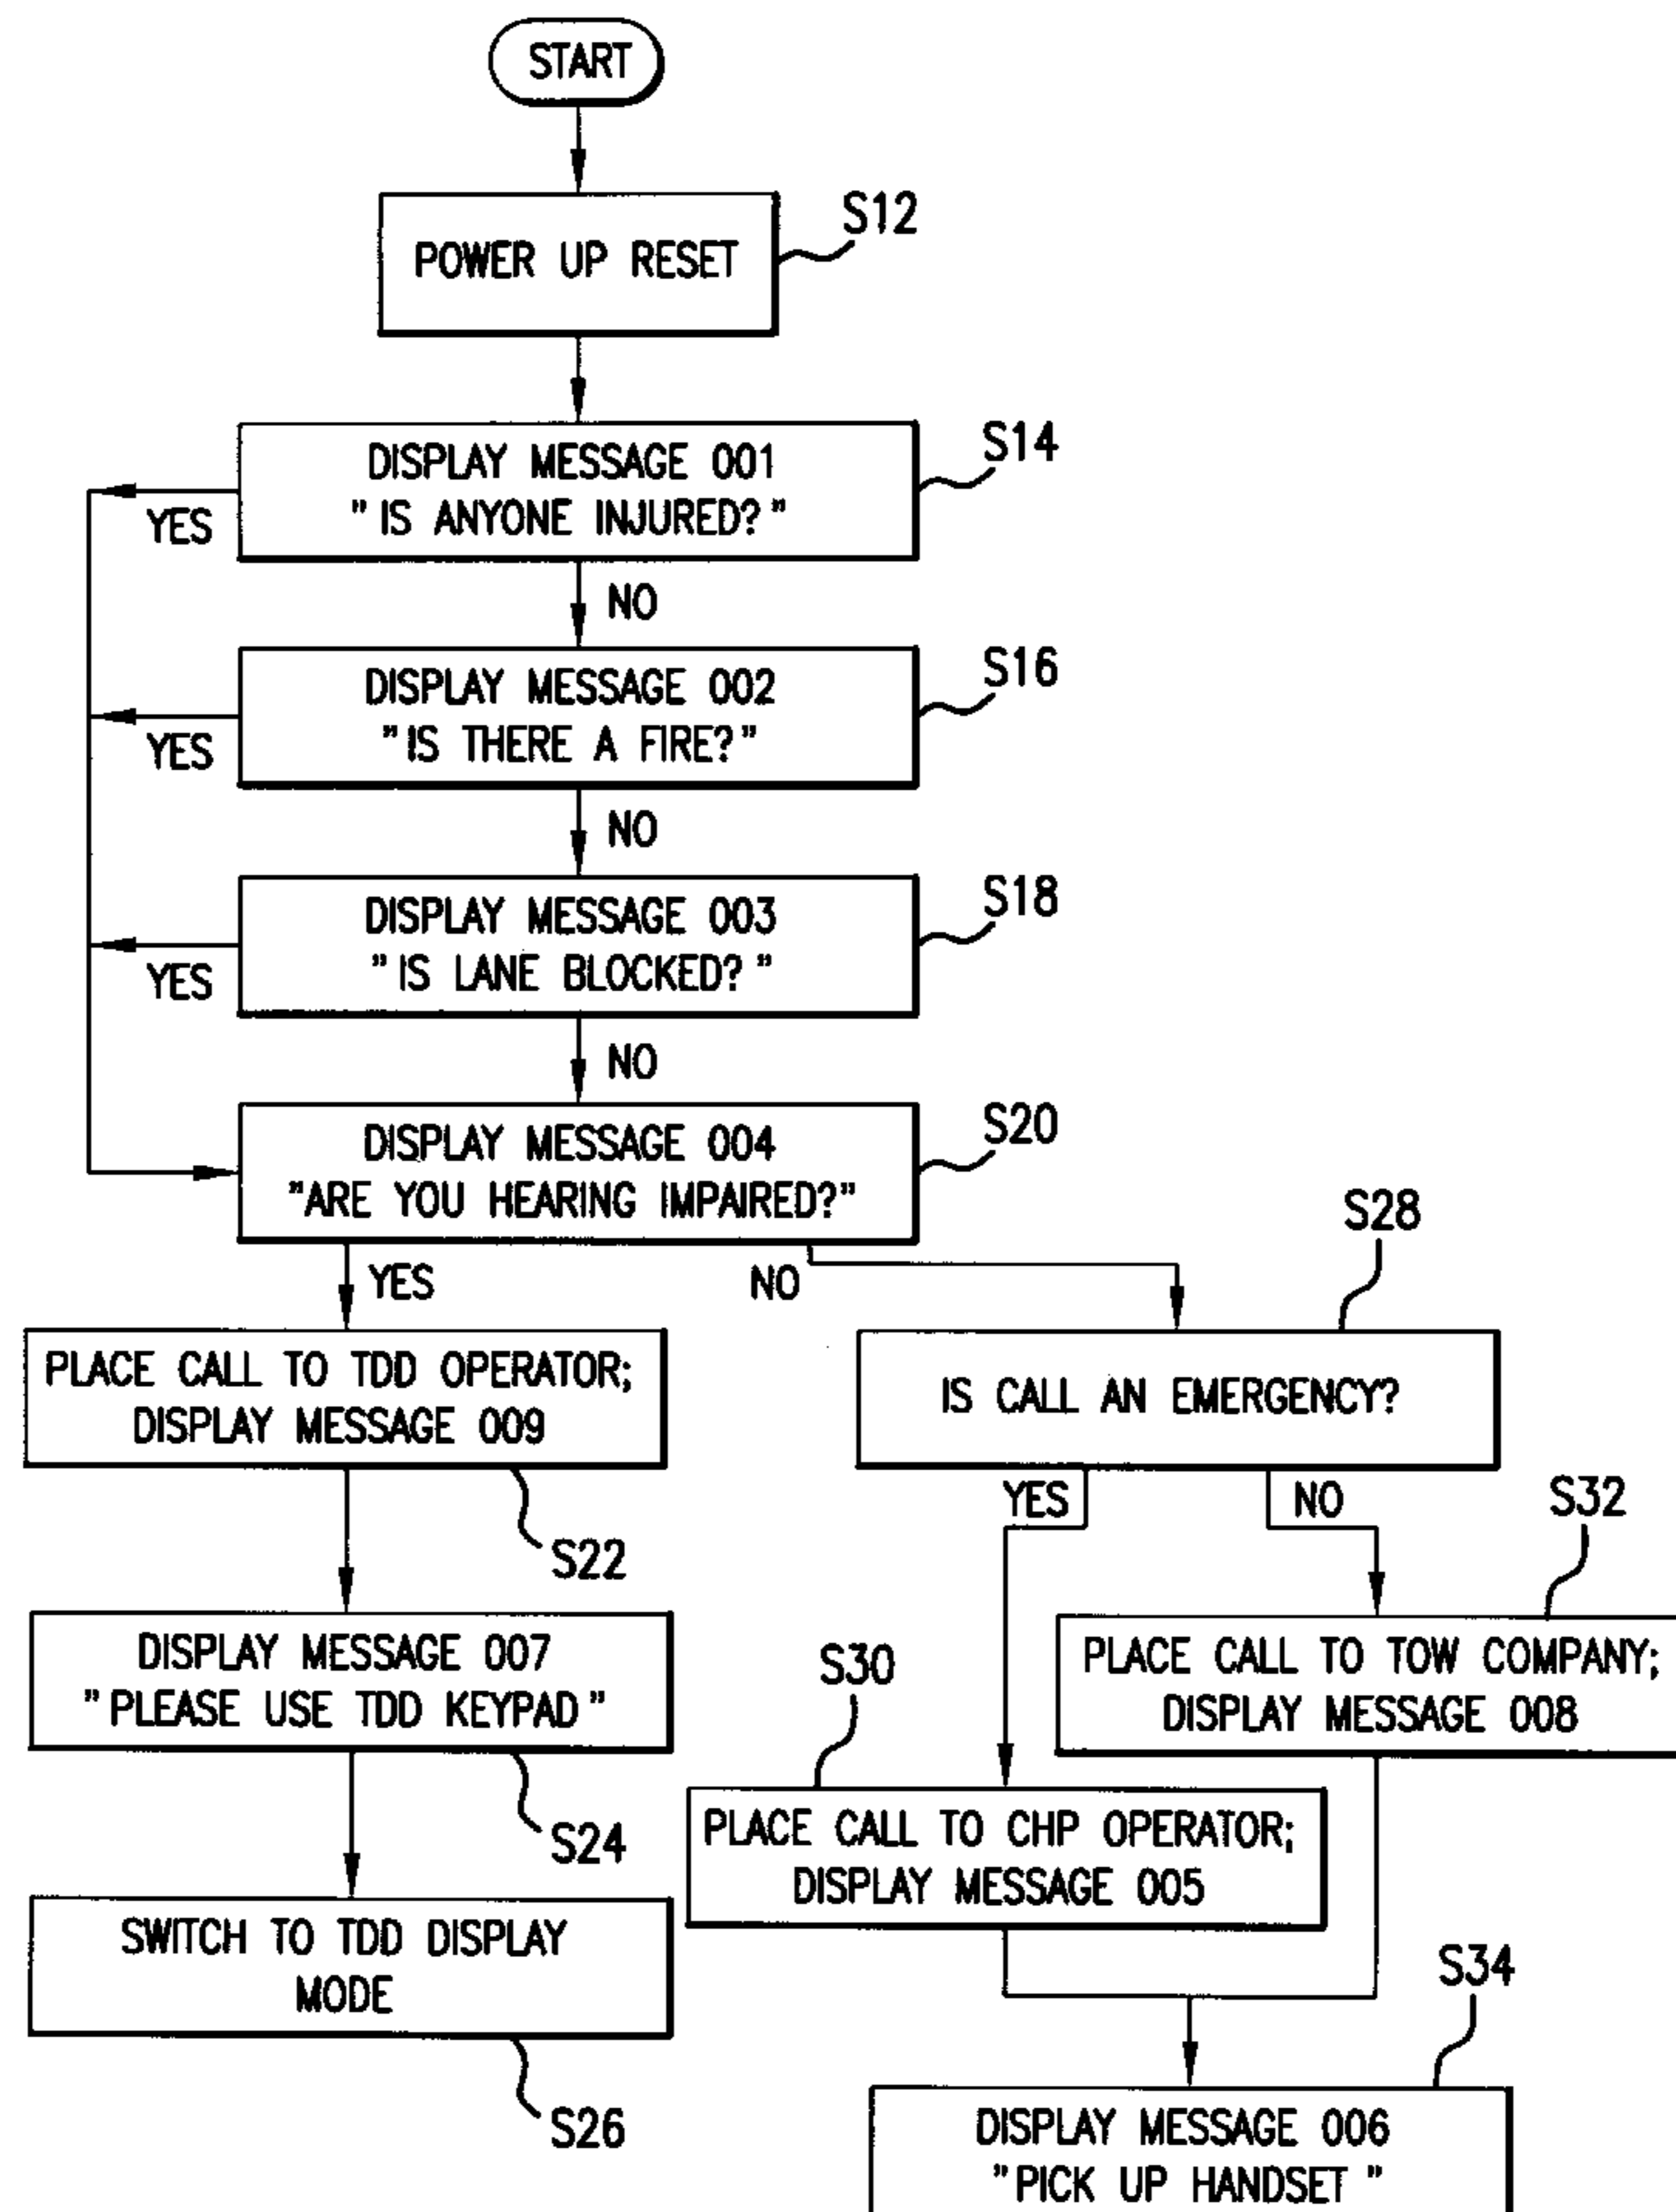 START
POWER UP RESET
S12
DISPLAY MESSAGE 001
" IS ANYONE INJURED? "
S14
YES
NO
DISPLAY MESSAGE 002
" IS THERE A FIRE? "
S16
YES
NO
DISPLAY MESSAGE 003
" IS LANE BLOCKED? "
S18
YES
NO
DISPLAY MESSAGE 004
"ARE YOU HEARING IMPAIRED?"
S20
YES
NO
S28
PLACE CALL TO TDD OPERATOR;
DISPLAY MESSAGE 009
S22
IS CALL AN EMERGENCY?
YES
NO
S32
DISPLAY MESSAGE 007
" PLEASE USE TDD KEYPAD "
S24
S30
PLACE CALL TO TOW COMPANY;
DISPLAY MESSAGE 008
PLACE CALL TO CHP OPERATOR;
DISPLAY MESSAGE 005
SWITCH TO TDD DISPLAY
MODE
S26
S34
DISPLAY MESSAGE 006
" PICK UP HANDSET "